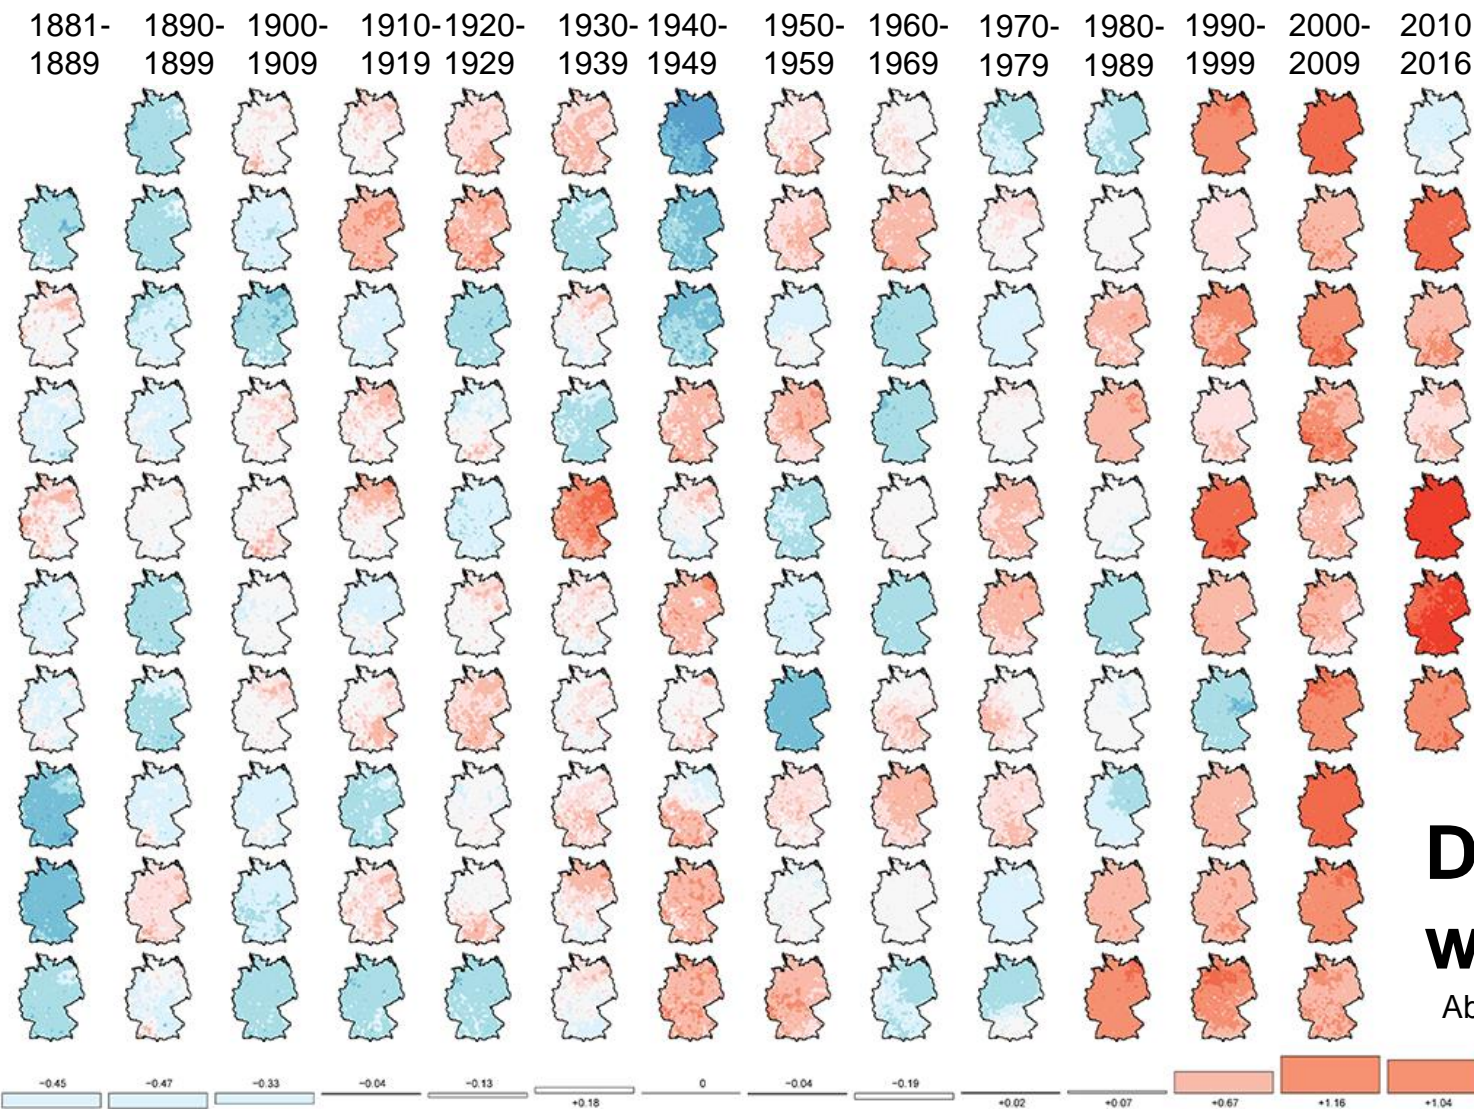 1881- 1890- 1900- 1910- 1920- 1930- 1940- 1950- 1960- 1970- 1980- 1990- 2000- 2010
1889 1899 1909 1919 1929 1939 1949 1959 1969 1979 1989 1999 2009 2016
D
w
Ab
−0.45 −0.47 −0.33 −0.04 −0.13 0 −0.04 −0.19
+0.18 +0.02 +0.07 +0.67 +1.16 +1.04